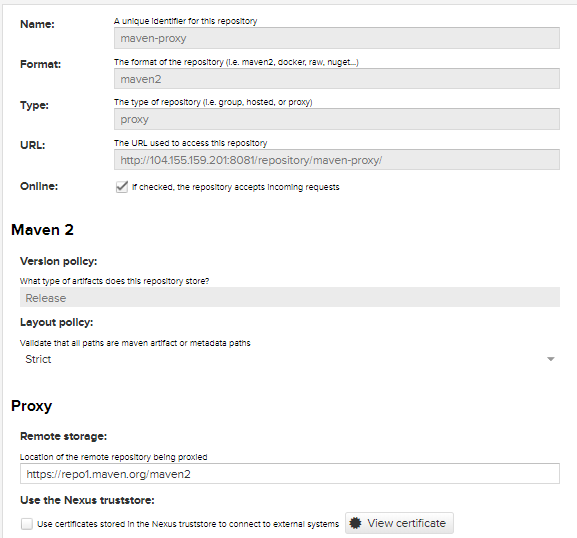 Name:
A unique identifier for this repository
maven-proxy
Format:
The format of the repository (i.e. maven2, docker, raw, nuget...)
maven2
Type:
The type of repository (i.e. group, hosted, or proxy)
proxy
URL:
The URL used to access this repository
http://104.155.159.201:8081/repository/maven-proxy/
Online:
If checked, the repository accepts incoming requests
Maven 2
Version policy:
What type of artifacts does this repository store?
Release
Layout policy:
Validate that all paths are maven artifact or metadata paths
Strict
Proxy
Remote storage:
Location of the remote repository being proxied
https://repo1.maven.org/maven2
Use the Nexus truststore:
Use certificates stored in the Nexus truststore to connect to external systems
View certificate